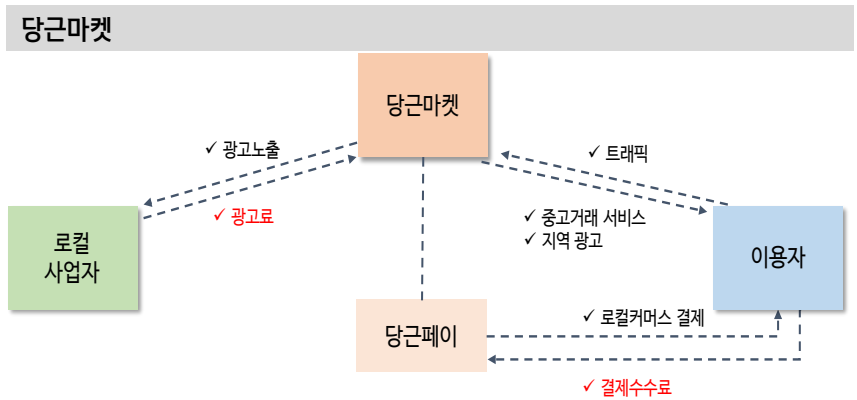 당근마켓
당근마켓
✓ 광고노출
✓ 트래픽
✓ 광고료
✓ 중고거래 서비스
✓ 지역 광고
로컬
사업자
이용자
당근페이
✓ 로컬커머스 결제
✓ 결제수수료